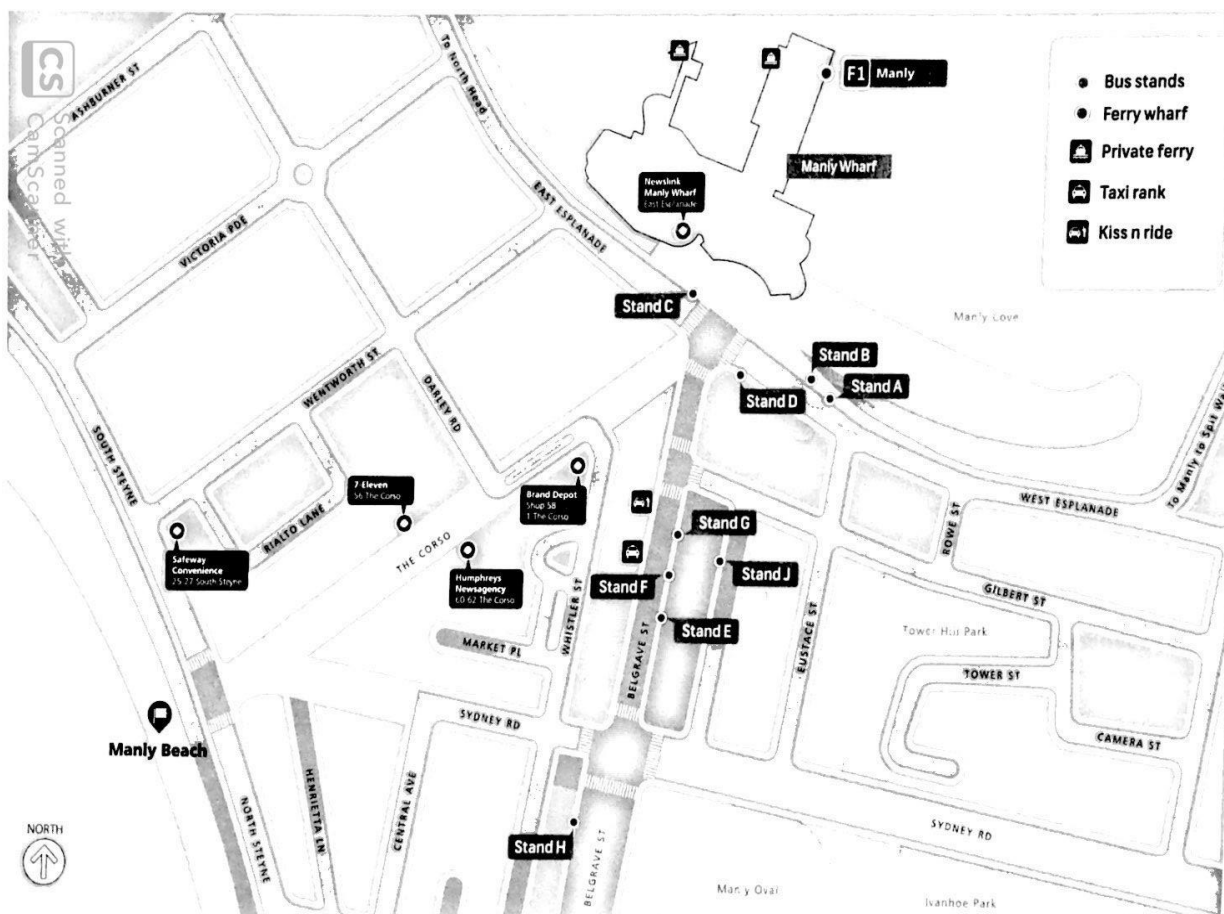 CS
Scanned with
CamScanner
ASHBURNER ST
To North Head
F1 Manly
Bus stands
Ferry wharf
Private ferry
Taxi rank
Kiss n ride
Manly Wharf
Newslink
Manly Wharf
East Esplanade
EAST ESPLANADE
VICTORIA PDE
Stand C
Manly Cove
Stand B
Stand A
Stand D
WENTWORTH ST
DARLEY RD
SOUTH STEYNE
To Manly to Spit
WEST ESPLANADE
7-Eleven
56 The Corso
Brand Depot
Shop 58
1 The Corso
ROWE ST
RIALTO LANE
THE CORSO
Safeway
Convenience
25-27 South Steyne
Humphreys
Newsagency
60-62 The Corso
Stand G
Stand J
Stand F
Stand E
GILBERT ST
WHISTLER ST
BELGRAVE ST
EUSTACE ST
Tower Hill Park
MARKET PL
TOWER ST
SYDNEY RD
CAMERA ST
Manly Beach
HENRIETTA LN
CENTRAL AVE
NORTH STEYNE
SYDNEY RD
NORTH
Stand H
BELGRAVE ST
Manly Oval
Ivanhoe Park